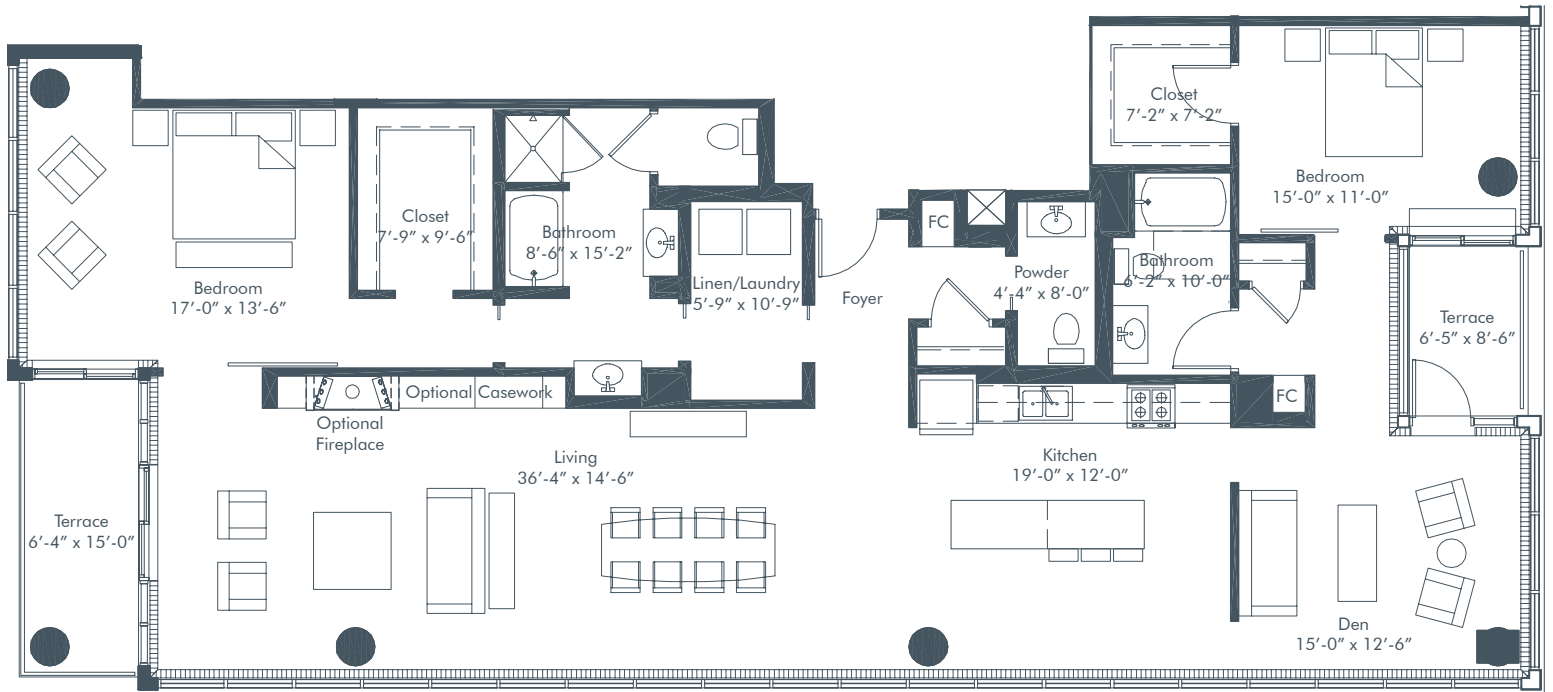 Closet
7’-2” x 7’-2”
Bedroom
15’-0” x 11’-0”
Closet
7’-9” x 9’-6”
Bathroom
8’-6” x 15’-2”
FC
Bedroom
17’-0” x 13’-6”
Linen/Laundry
5’-9” x 10’-9”
Foyer
Powder
4’-4” x 8’-0”
Bathroom
6’-2” x 10’-0”
Terrace
6’-5” x 8’-6”
Optional Casework
Optional
Fireplace
FC
Living
36’-4” x 14’-6”
Kitchen
19’-0” x 12’-0”
Terrace
6’-4” x 15’-0”
Den
15’-0” x 12’-6”